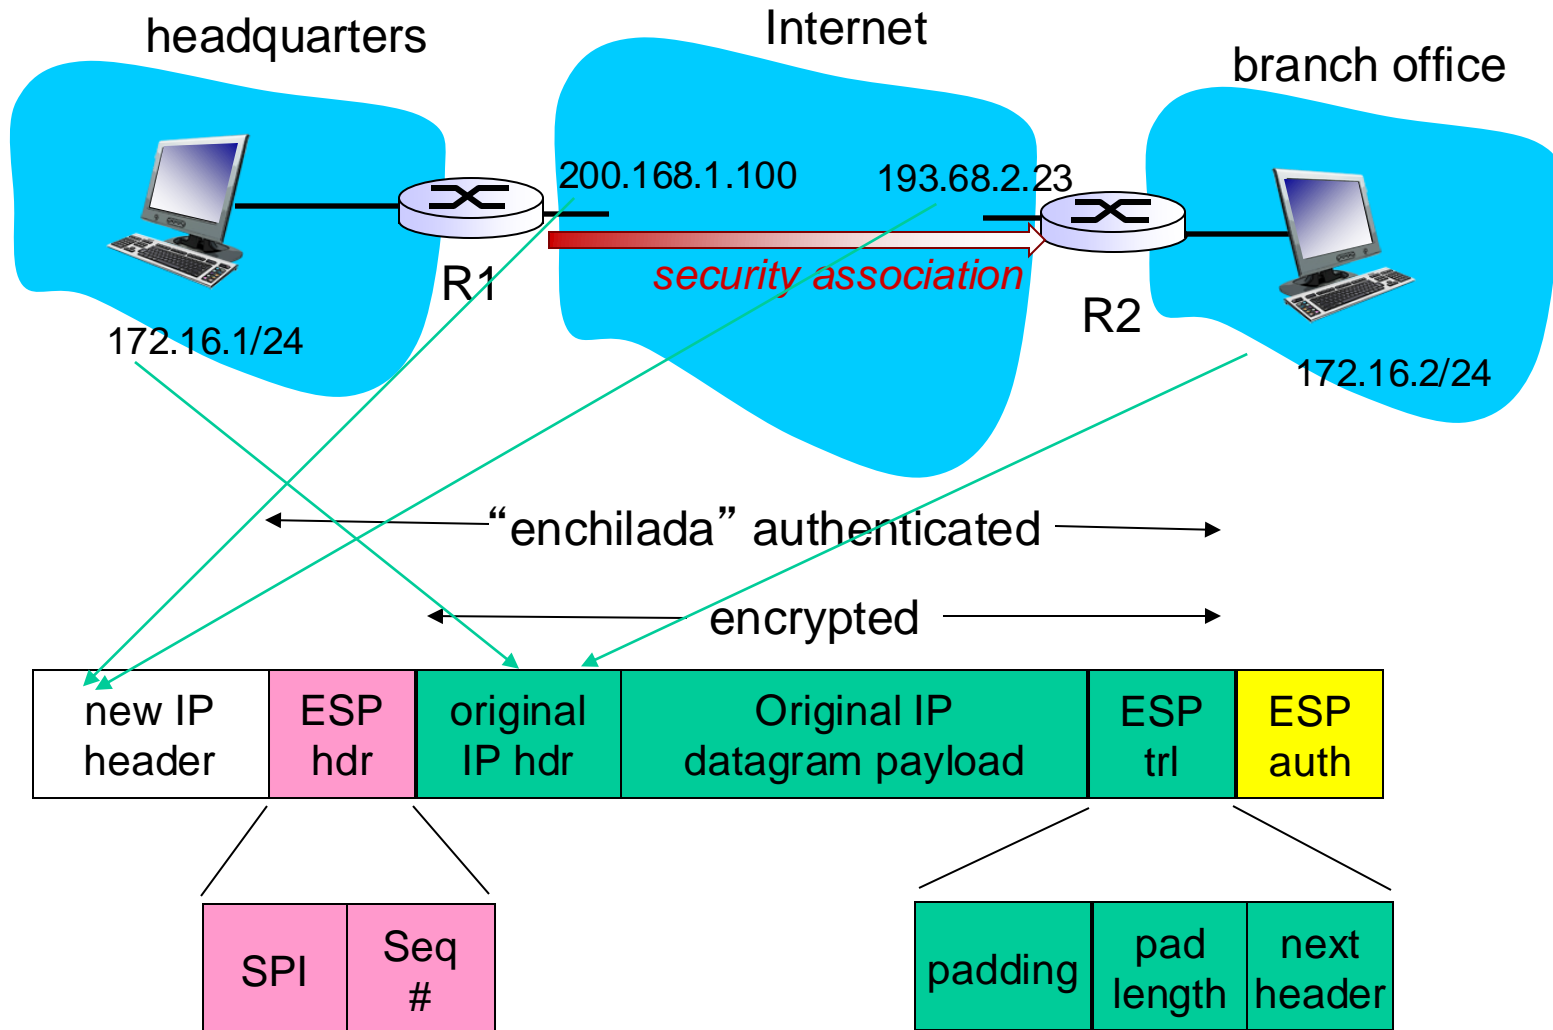 headquarters
Internet
branch office
200.168.1.100
193.68.2.23
security association
R1
R2
172.16.1/24
172.16.2/24
“enchilada” authenticated
encrypted
new IP
header
ESP
hdr
original
IP hdr
Original IP
datagram payload
ESP
trl
ESP
auth
SPI
Seq
#
padding
pad
length
next
header